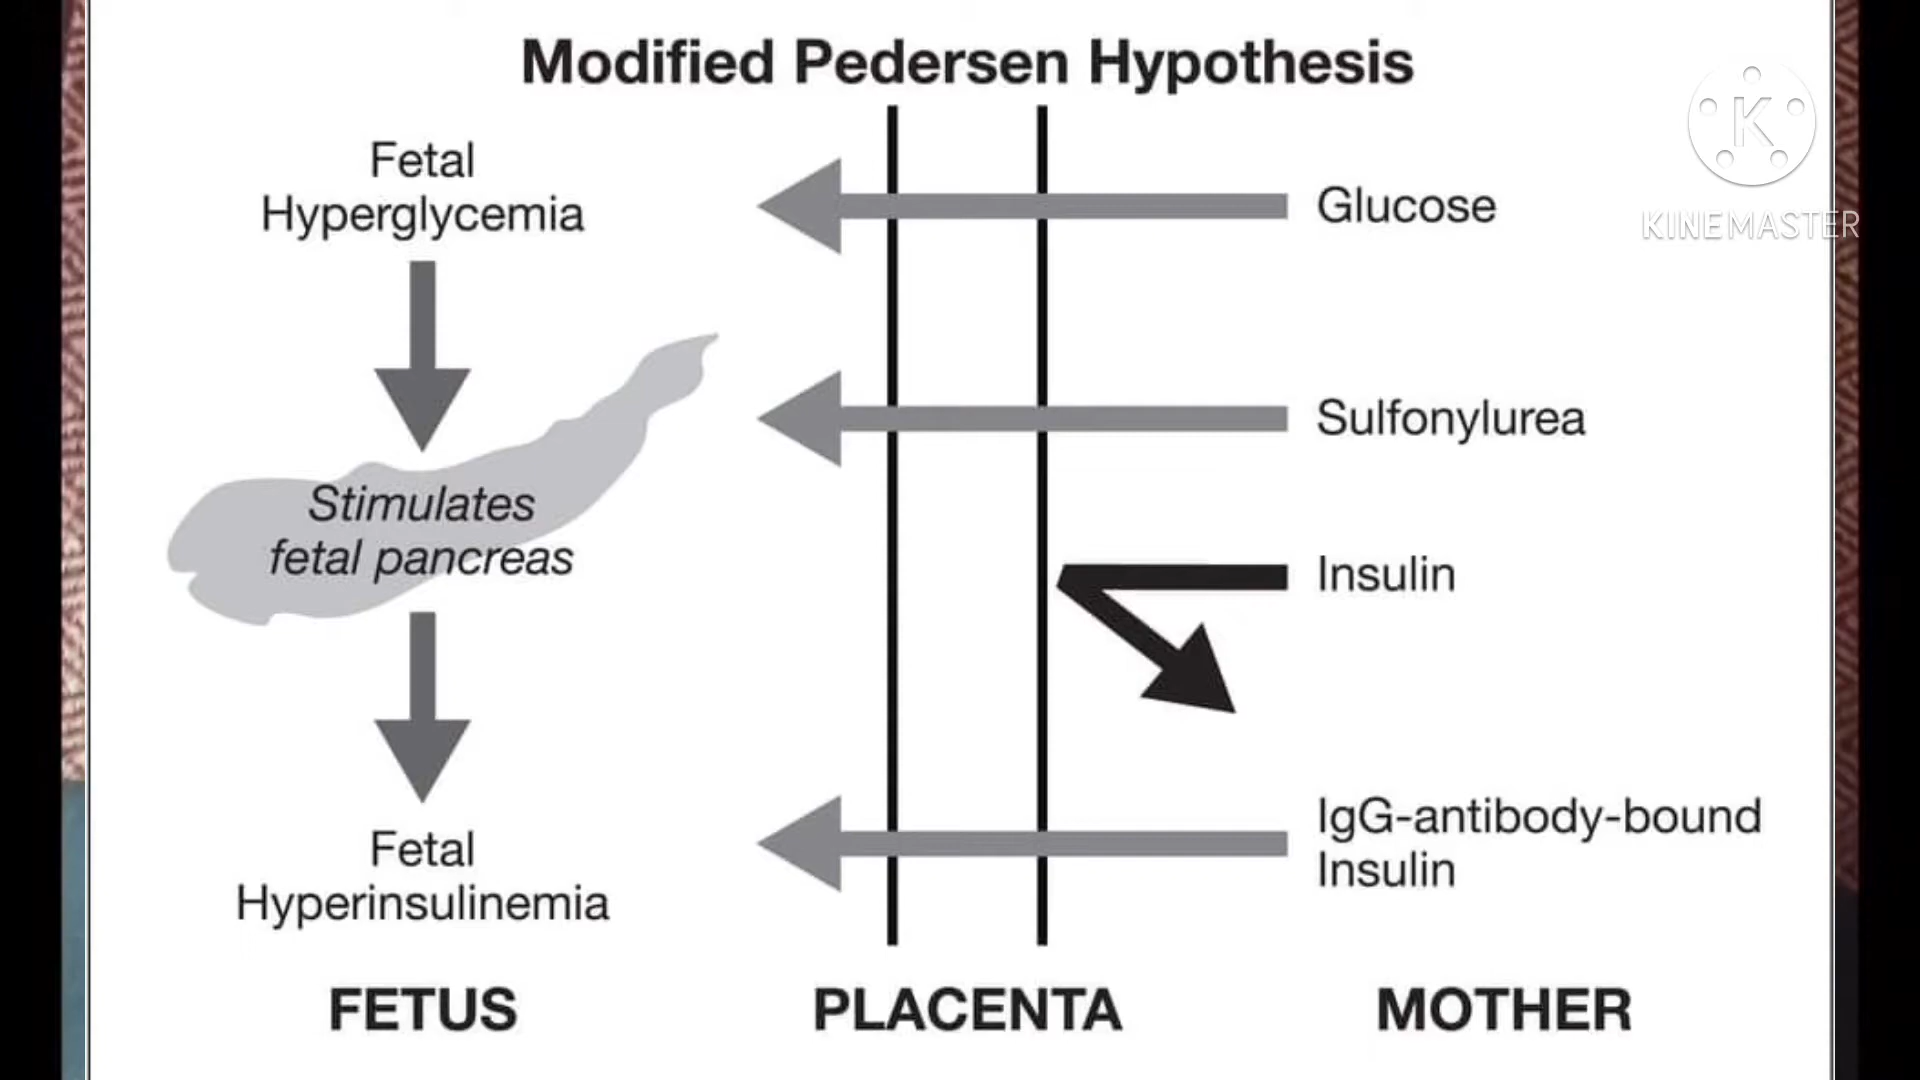 Modified Pedersen Hypothesis
K
KINEMASTER
Fetal
Hyperglycemia
Glucose
Sulfonylurea
Stimulates
fetal pancreas
Insulin
Fetal
Hyperinsulinemia
IgG-antibody-bound
Insulin
FETUS
PLACENTA
MOTHER